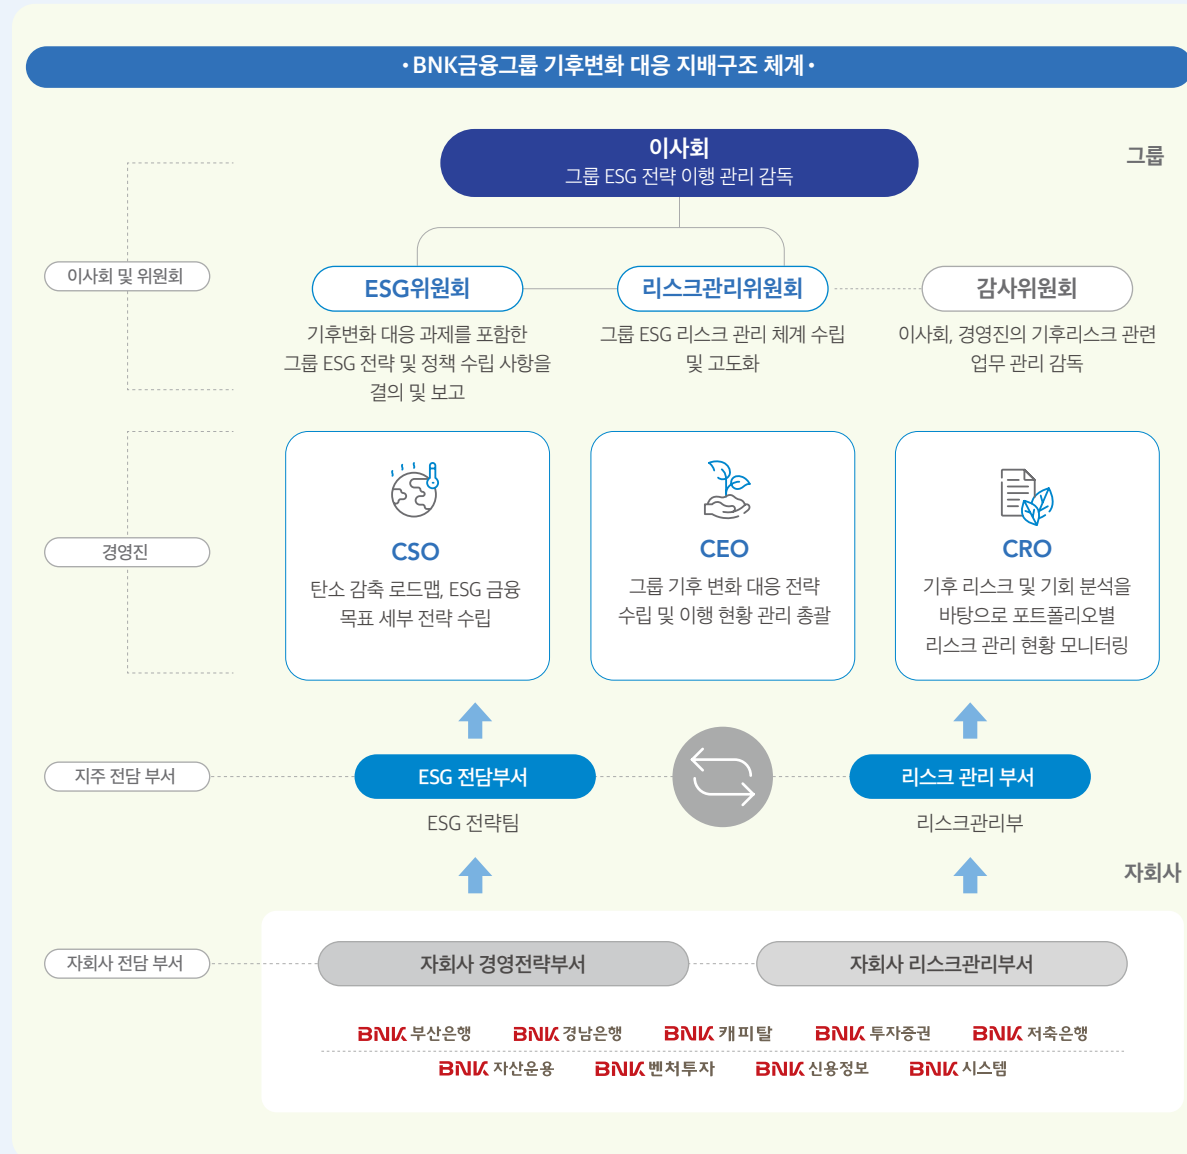 •BNK금융그룹 기후변화 대응 지배구조 체계•
이사회
그룹 ESG 전략 이행 관리 감독
그룹
이사회 및 위원회
ESG위원회
기후변화 대응 과제를 포함한
그룹 ESG 전략 및 정책 수립 사항을
결의 및 보고
리스크관리위원회
그룹 ESG 리스크 관리 체계 수립
및 고도화
감사위원회
이사회, 경영진의 기후리스크 관련
업무 관리 감독
경영진
CSO
탄소 감축 로드맵, ESG 금융
목표 세부 전략 수립
CEO
그룹 기후 변화 대응 전략
수립 및 이행 현황 관리 총괄
CRO
기후 리스크 및 기회 분석을
바탕으로 포트폴리오별
리스크 관리 현황 모니터링
지주 전담 부서
ESG 전담부서
ESG 전략팀
리스크 관리 부서
리스크관리부
자회사
자회사 전담 부서
자회사 경영전략부서
자회사 리스크관리부서
BNK 부산은행
BNK 경남은행
BNK 캐피탈
BNK 투자증권
BNK 저축은행
BNK 자산운용
BNK 벤처투자
BNK 신용정보
BNK 시스템